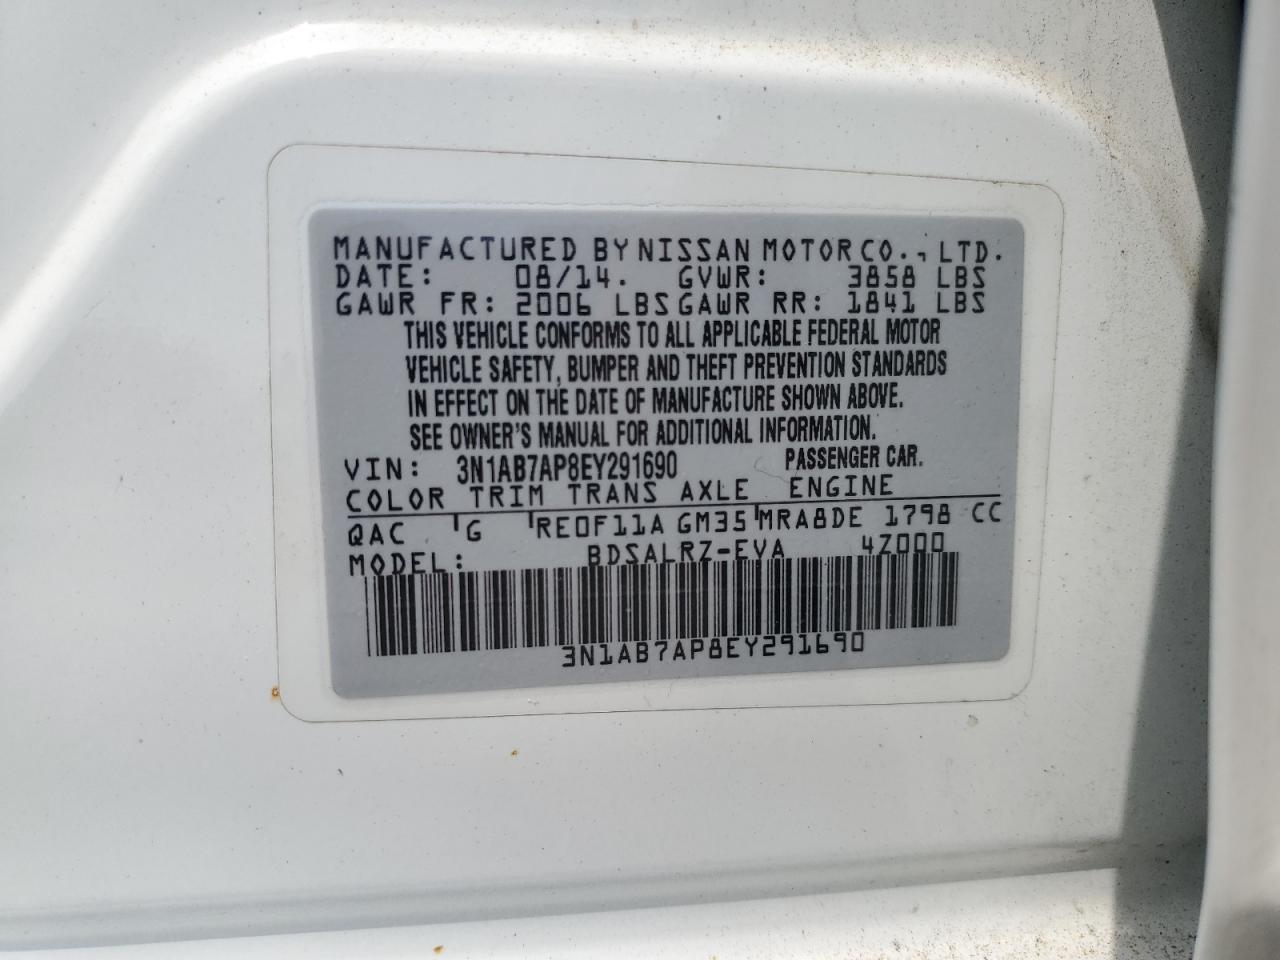 MANUFACTURED BY NISSAN MOTOR CO., LTD.
DATE: 08/14. GVWR: 3858 LBS
GAWR FR: 2006 LBS GAWR RR: 1841 LBS
THIS VEHICLE CONFORMS TO ALL APPLICABLE FEDERAL MOTOR
VEHICLE SAFETY, BUMPER AND THEFT PREVENTION STANDARDS
IN EFFECT ON THE DATE OF MANUFACTURE SHOWN ABOVE.
SEE OWNER'S MANUAL FOR ADDITIONAL INFORMATION.
VIN: 3N1AB7AP8EY291690 PASSENGER CAR.
COLOR TRIM TRANS AXLE ENGINE
QAC G RE0F11A GM35 MRA8DE 1798 CC
MODEL: BDSALRZ-EVA 4Z000
3N1AB7AP8EY291690